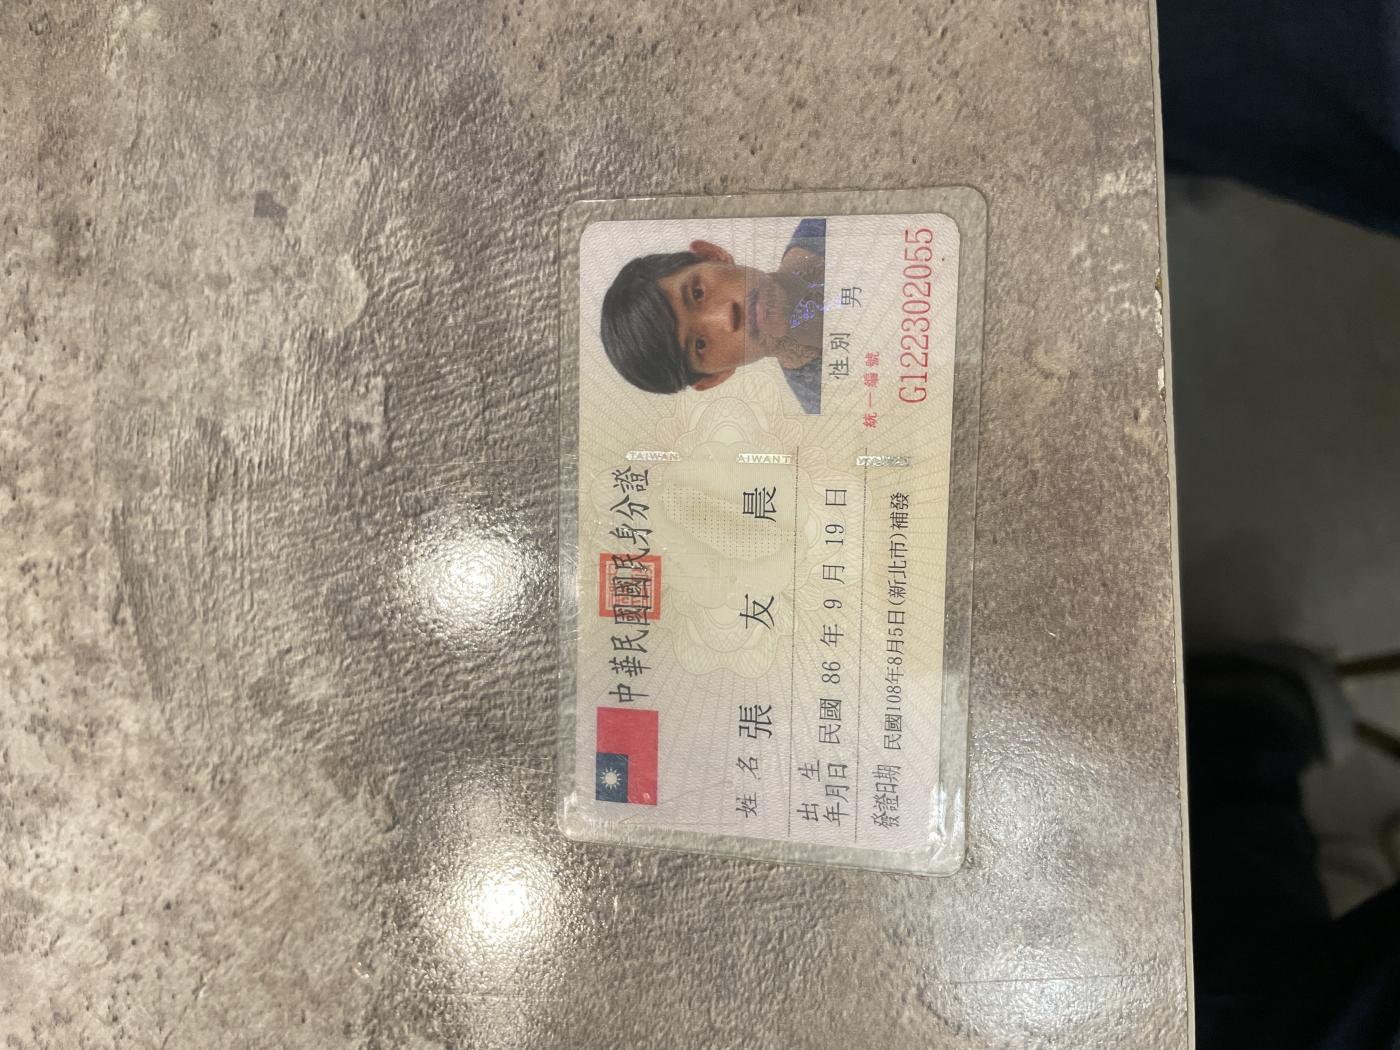 中華民國國民身分證
姓名 張友晨
出生年月日 民國 86 年 9 月 19 日
性別 男
發證日期 民國108年8月5日(新北市)補發
統一編號
G122302055
TAIWAN
AIWANT